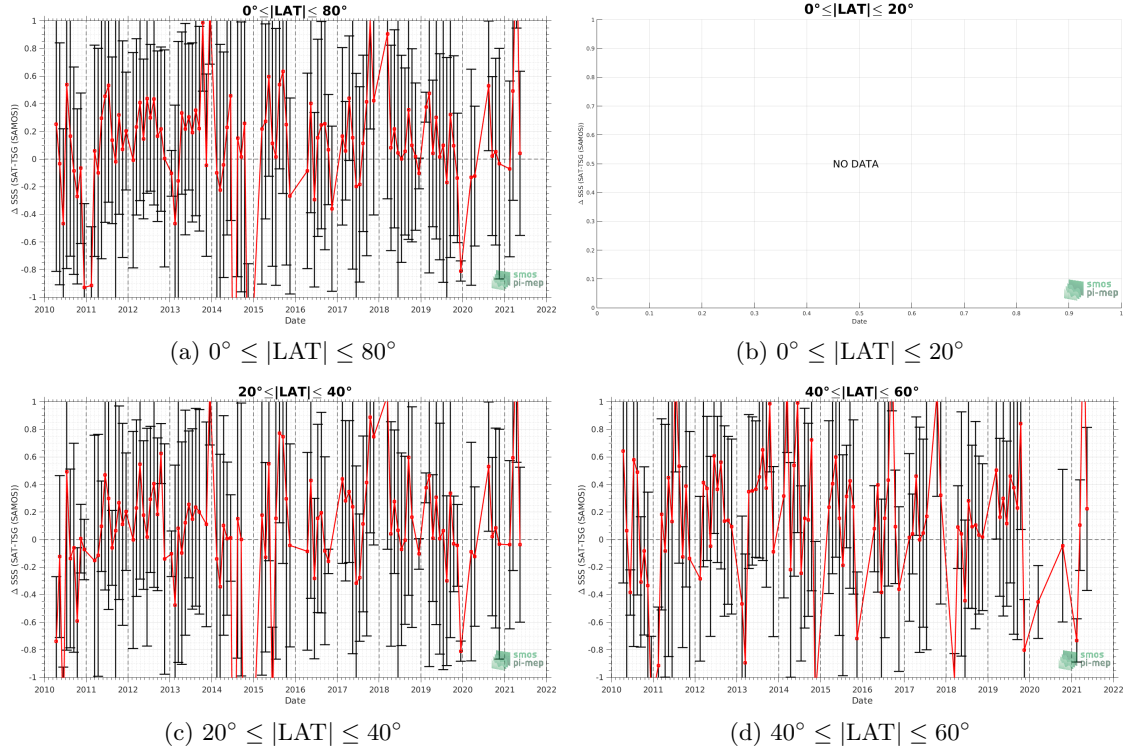 0°≤|LAT|≤ 80°
Δ SSS (SAT-TSG (SAMOS))
1
0.8
0.6
0.4
0.2
0
-0.2
-0.4
-0.6
-0.8
-1
2010 2011 2012 2013 2014 2015 2016 2017 2018 2019 2020 2021 2022
Date
smos
pi-mep
(a) 0° ≤ |LAT| ≤ 80°
0°≤|LAT|≤ 20°
Δ SSS (SAT-TSG (SAMOS))
1
0.9
0.8
0.7
0.6
0.5
0.4
0.3
0.2
0.1
0
NO DATA
0 0.1 0.2 0.3 0.4 0.5 0.6 0.7 0.8 0.9 1
Date
smos
pi-mep
(b) 0° ≤ |LAT| ≤ 20°
20°≤|LAT|≤ 40°
Δ SSS (SAT-TSG (SAMOS))
1
0.8
0.6
0.4
0.2
0
-0.2
-0.4
-0.6
-0.8
-1
2010 2011 2012 2013 2014 2015 2016 2017 2018 2019 2020 2021 2022
Date
smos
pi-mep
(c) 20° ≤ |LAT| ≤ 40°
40°≤|LAT|≤ 60°
Δ SSS (SAT-TSG (SAMOS))
1
0.8
0.6
0.4
0.2
0
-0.2
-0.4
-0.6
-0.8
-1
2010 2011 2012 2013 2014 2015 2016 2017 2018 2019 2020 2021 2022
Date
smos
pi-mep
(d) 40° ≤ |LAT| ≤ 60°